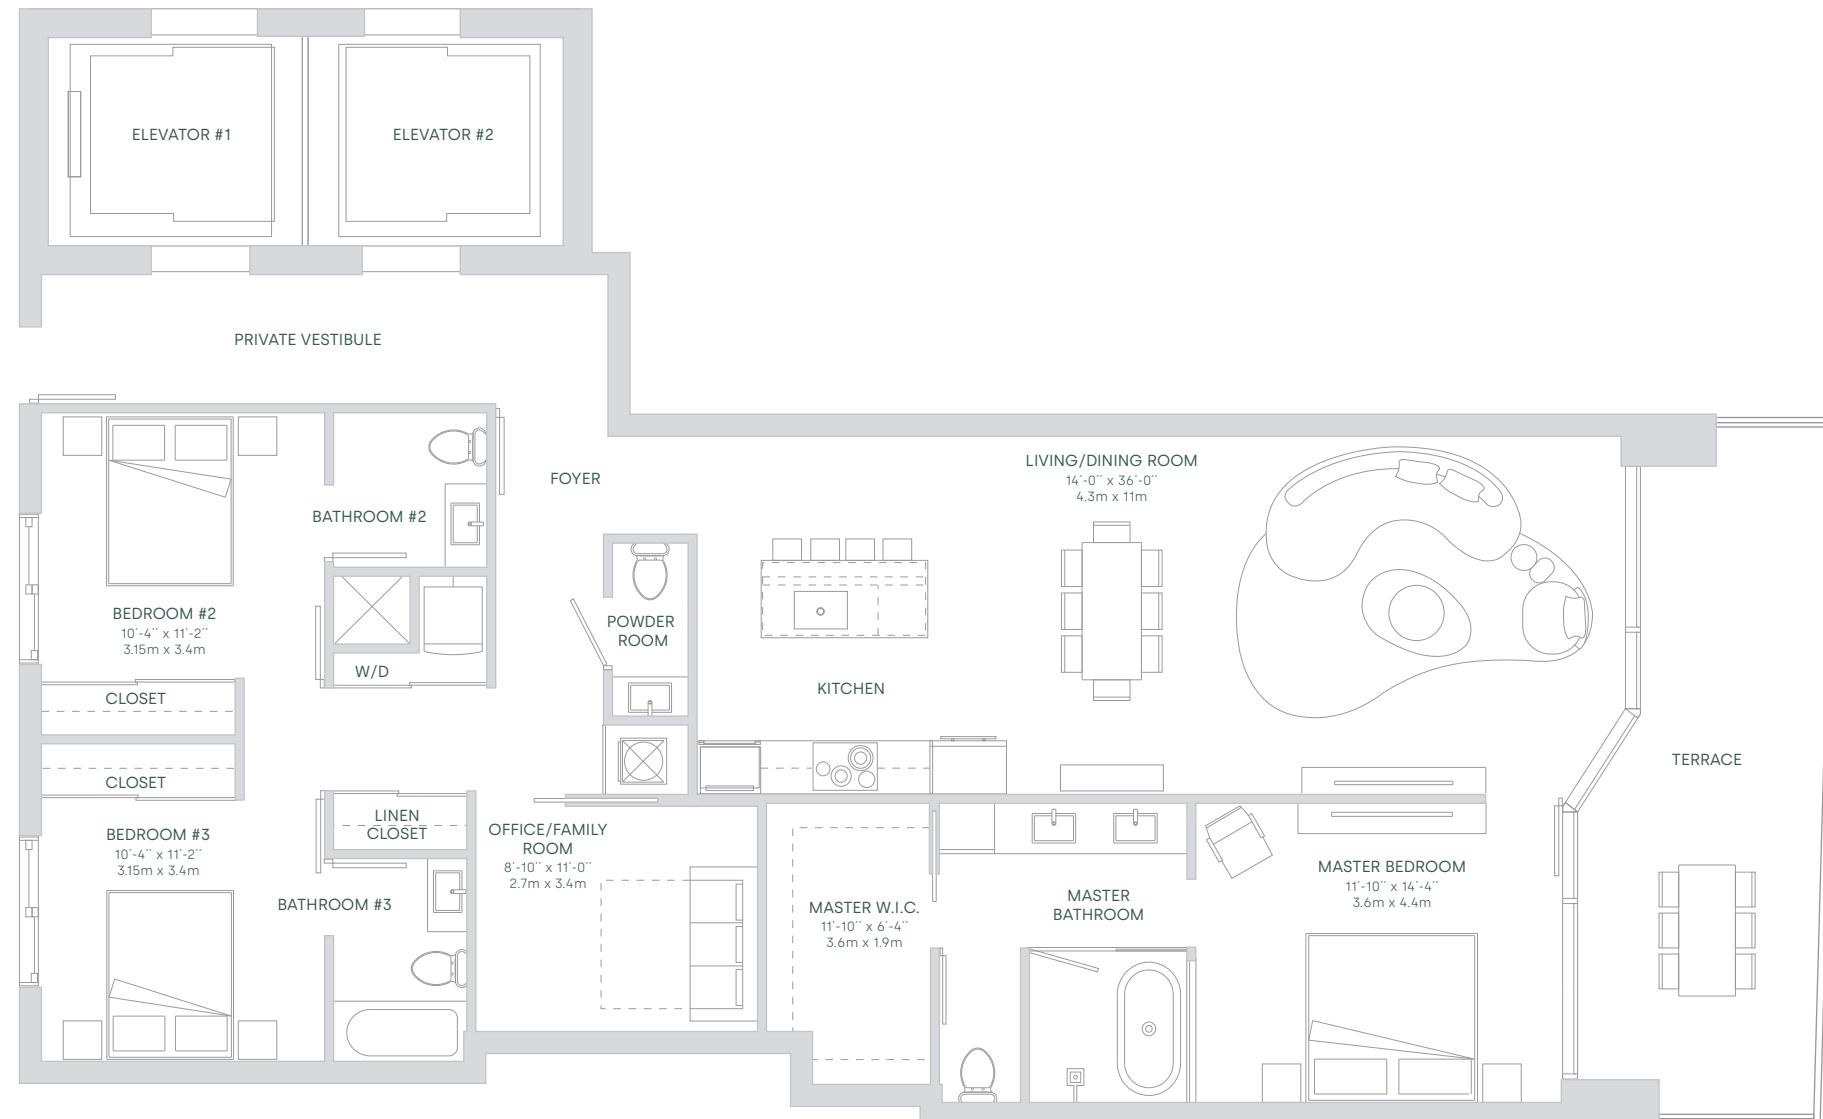 ELEVATOR #1
ELEVATOR #2
PRIVATE VESTIBULE
FOYER
LIVING/DINING ROOM
14´-0´´ x 36´-0´´
4.3m x 11m
BATHROOM #2
BEDROOM #2
10´-4´´ x 11´-2´´
3.15m x 3.4m
POWDER
ROOM
W/D
KITCHEN
CLOSET
TERRACE
CLOSET
LINEN
CLOSET
BEDROOM #3
10´-4´´ x 11´-2´´
3.15m x 3.4m
OFFICE/FAMILY
ROOM
8´-10´´ x 11´-0´´
2.7m x 3.4m
MASTER BEDROOM
11´-10´´ x 14´-4´´
3.6m x 4.4m
BATHROOM #3
MASTER W.I.C.
11´-10´´ x 6´-4´´
3.6m x 1.9m
MASTER
BATHROOM